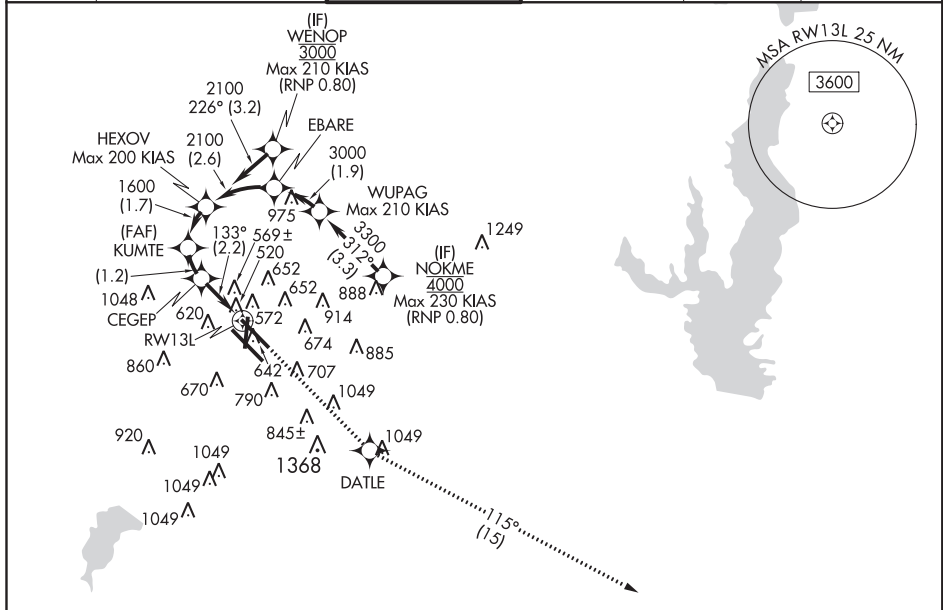 (IF)
WENOP
3000
Max 210 KIAS
(RNP 0.80)
MSA RW13L 25 NM
3600
2100
226° (3.2)
EBARE
HEXOV
Max 200 KIAS
2100
(2.6)
3000
(1.9)
1600
(1.7)
WUPAG
Max 210 KIAS
975
(FAF)
KUMTE
133°
(2.2)
569±
520
3300
312°
(3.3)
1249
(IF)
NOKME
4000
Max 230 KIAS
(RNP 0.80)
(1.2)
652
652
888
1048
CEGEP
620
572
914
RW13L
674
885
860
642
707
670
790
1049
845±
920
1049
1368
1049
1049
DATLE
1049
115°
(15)